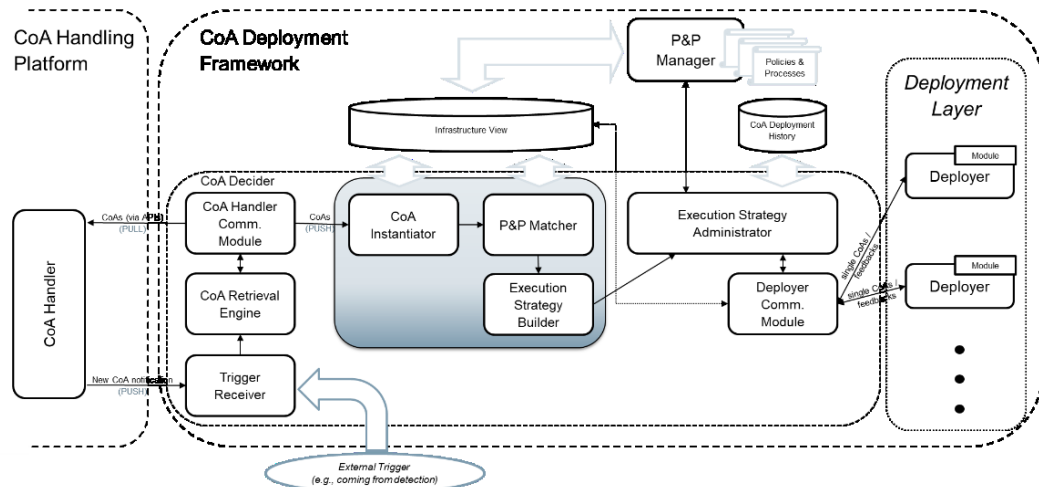 CoA Handling
Platform
CoA Deployment
Framework
P&P
Manager
Policies &
Processes
Deployment
Layer
Infrastructure View
CoA Deployment
History
CoA Decider
CoA Handler
CoAs (via API)
(PULL)
CoA Handler
Comm.
Module
CoAs
(PUSH)
CoA
Instantiator
P&P Matcher
Execution Strategy
Administrator
Module
Deployer
single CoAs /
feedbacks
CoA Retrieval
Engine
Execution
Strategy
Builder
Deployer
Comm.
Module
single CoAs /
feedbacks
Module
Deployer
New CoA notification
(PUSH)
Trigger
Receiver
External Trigger
(e.g., coming from detection)